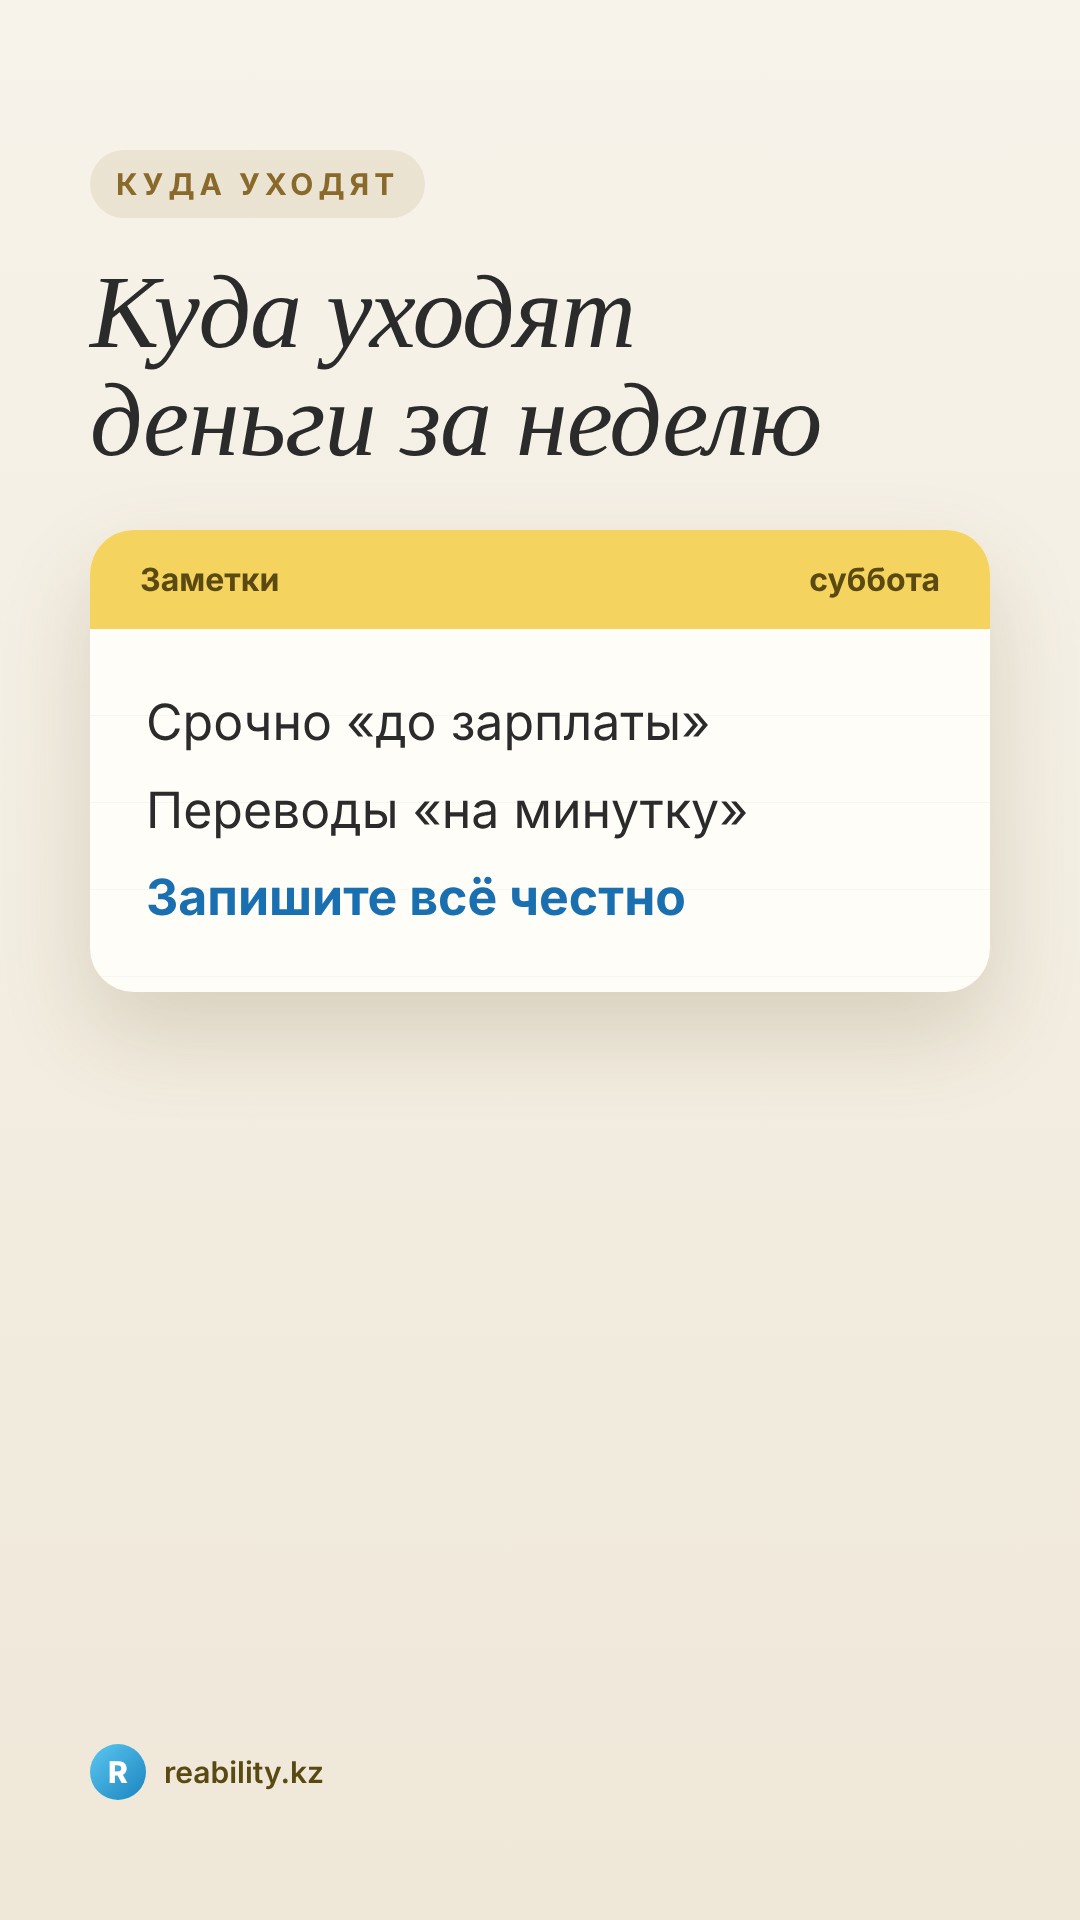 КУДА УХОДЯТ
Куда уходят
деньги за неделю
Заметки
суббота
Срочно «до зарплаты»
Переводы «на минутку»
Запишите всё честно
R
reability.kz